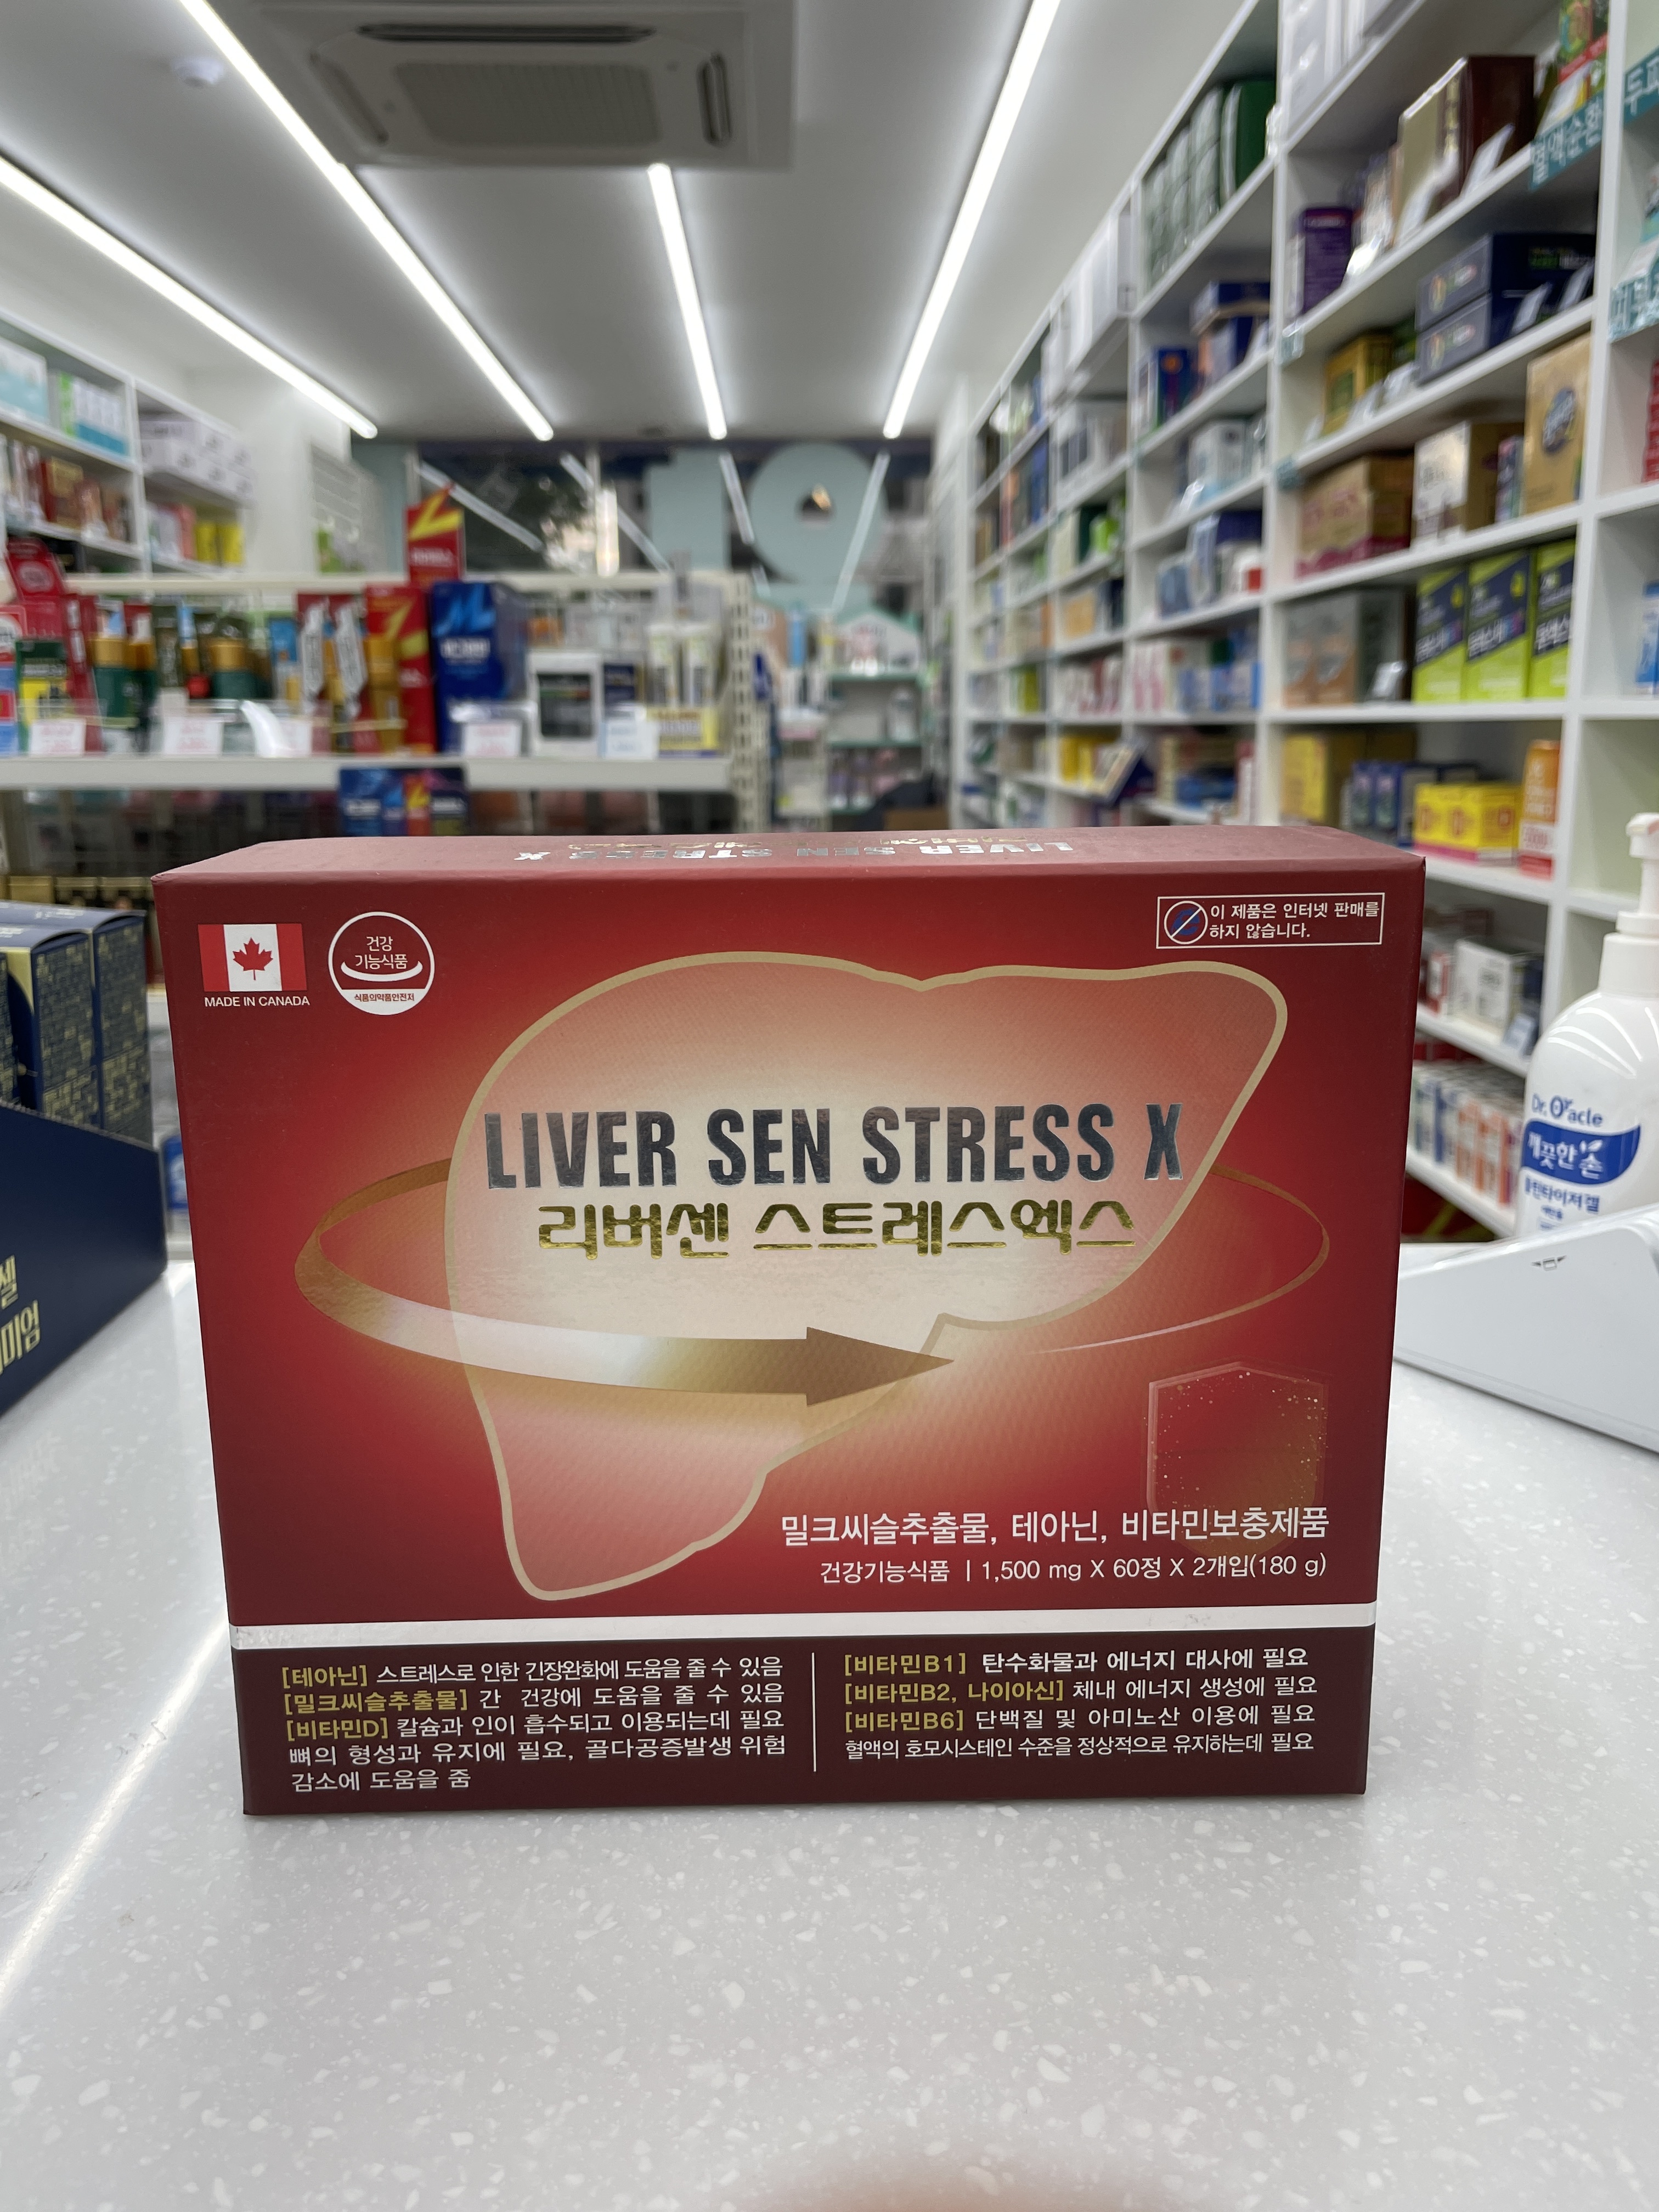 MADE IN CANADA
건강
기능식품
식품의약품안전처
이 제품은 인터넷 판매를
하지 않습니다.
LIVER SEN STRESS X
LIVER SEN STRESS X
리버센 스트레스엑스
밀크씨슬추출물, 테아닌, 비타민보충제품
건강기능식품 | 1,500 mg X 60정 X 2개입(180 g)
[테아닌] 스트레스로 인한 긴장완화에 도움을 줄 수 있음
[밀크씨슬추출물] 간 건강에 도움을 줄 수 있음
[비타민D] 칼슘과 인이 흡수되고 이용되는데 필요
뼈의 형성과 유지에 필요, 골다공증발생 위험
감소에 도움을 줌
[비타민B1] 탄수화물과 에너지 대사에 필요
[비타민B2, 나이아신] 체내 에너지 생성에 필요
[비타민B6] 단백질 및 아미노산 이용에 필요
혈액의 호모시스테인 수준을 정상적으로 유지하는데 필요
Dr. Oracle
깨끗한 손
혈액순환
19